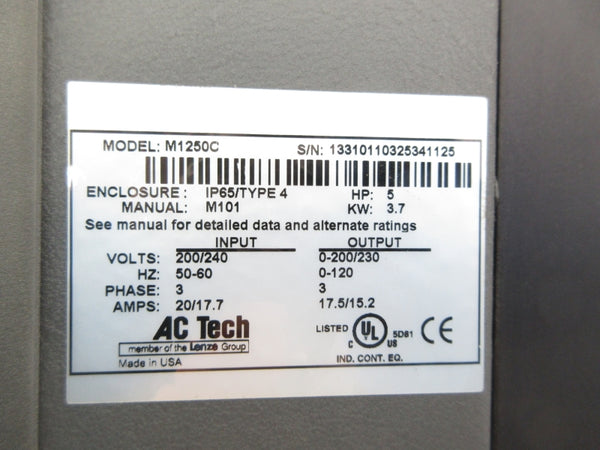 MODEL: M1250C S/N: 13310110325341125
ENCLOSURE: IP65/TYPE 4 HP: 5
MANUAL: M101 KW: 3.7
See manual for detailed data and alternate ratings
INPUT OUTPUT
VOLTS: 200/240 0-200/230
HZ: 50-60 0-120
PHASE: 3 3
AMPS: 20/17.7 17.5/15.2
AC Tech
member of the Lenze Group
Made in USA
LISTED C UL US 5D81 CE
IND. CONT. EQ.